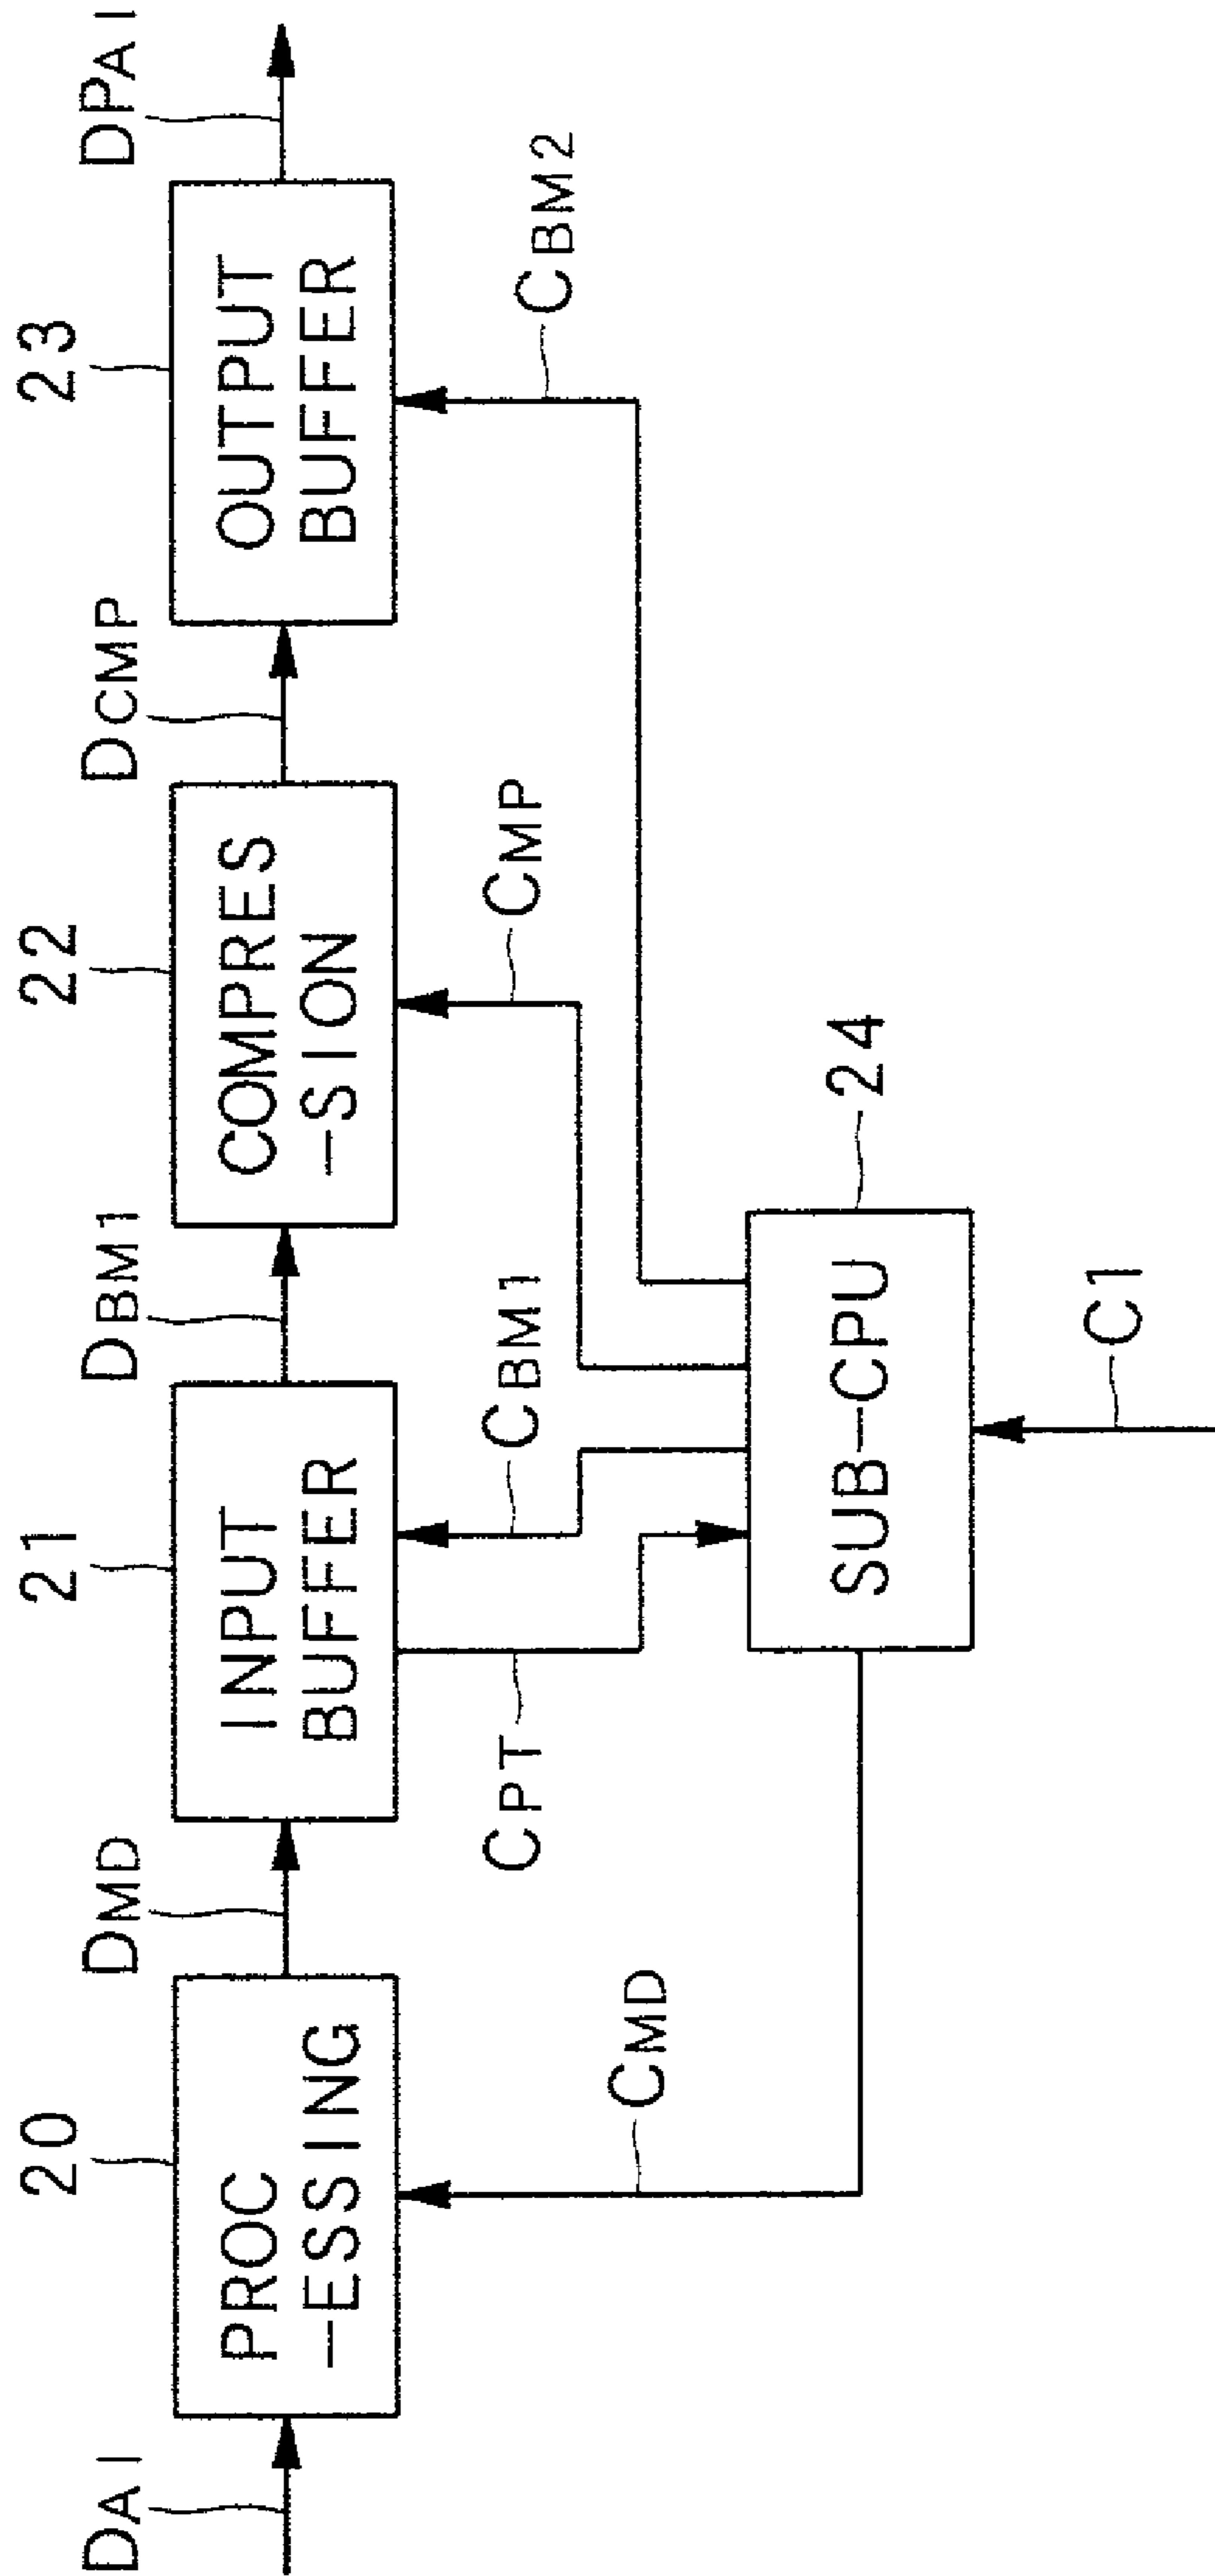 20
21
22
23
DAI
PROC
-ESSING
DMD
INPUT
BUFFER
DBM1
COMPRES
-SION
DCMP
OUTPUT
BUFFER
DPAI
CMD
CPT
CBM1
CMP
CBM2
SUB-CPU
24
C1